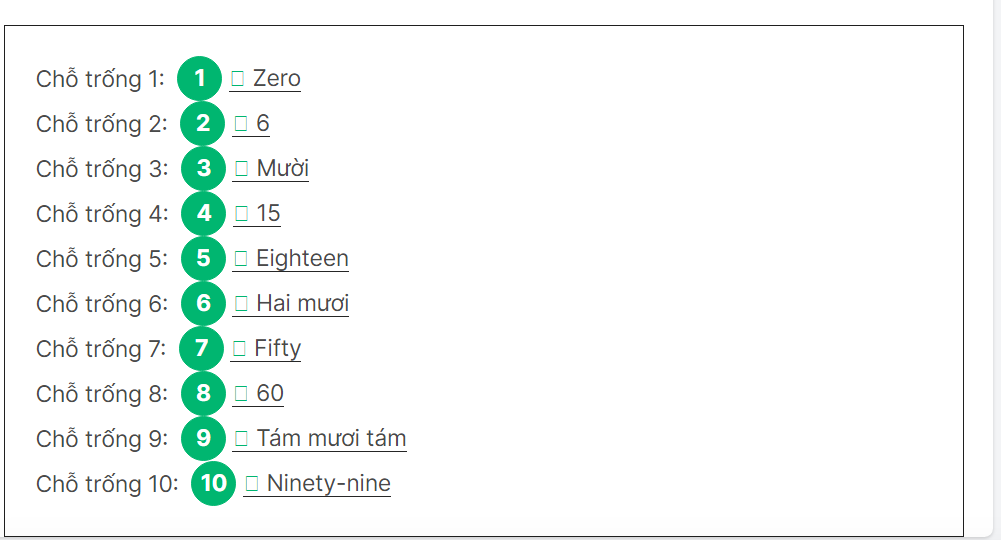 Chỗ trống 1: 1 Zero
Chỗ trống 2: 2 6
Chỗ trống 3: 3 Mười
Chỗ trống 4: 4 15
Chỗ trống 5: 5 Eighteen
Chỗ trống 6: 6 Hai mươi
Chỗ trống 7: 7 Fifty
Chỗ trống 8: 8 60
Chỗ trống 9: 9 Tám mươi tám
Chỗ trống 10: 10 Ninety-nine